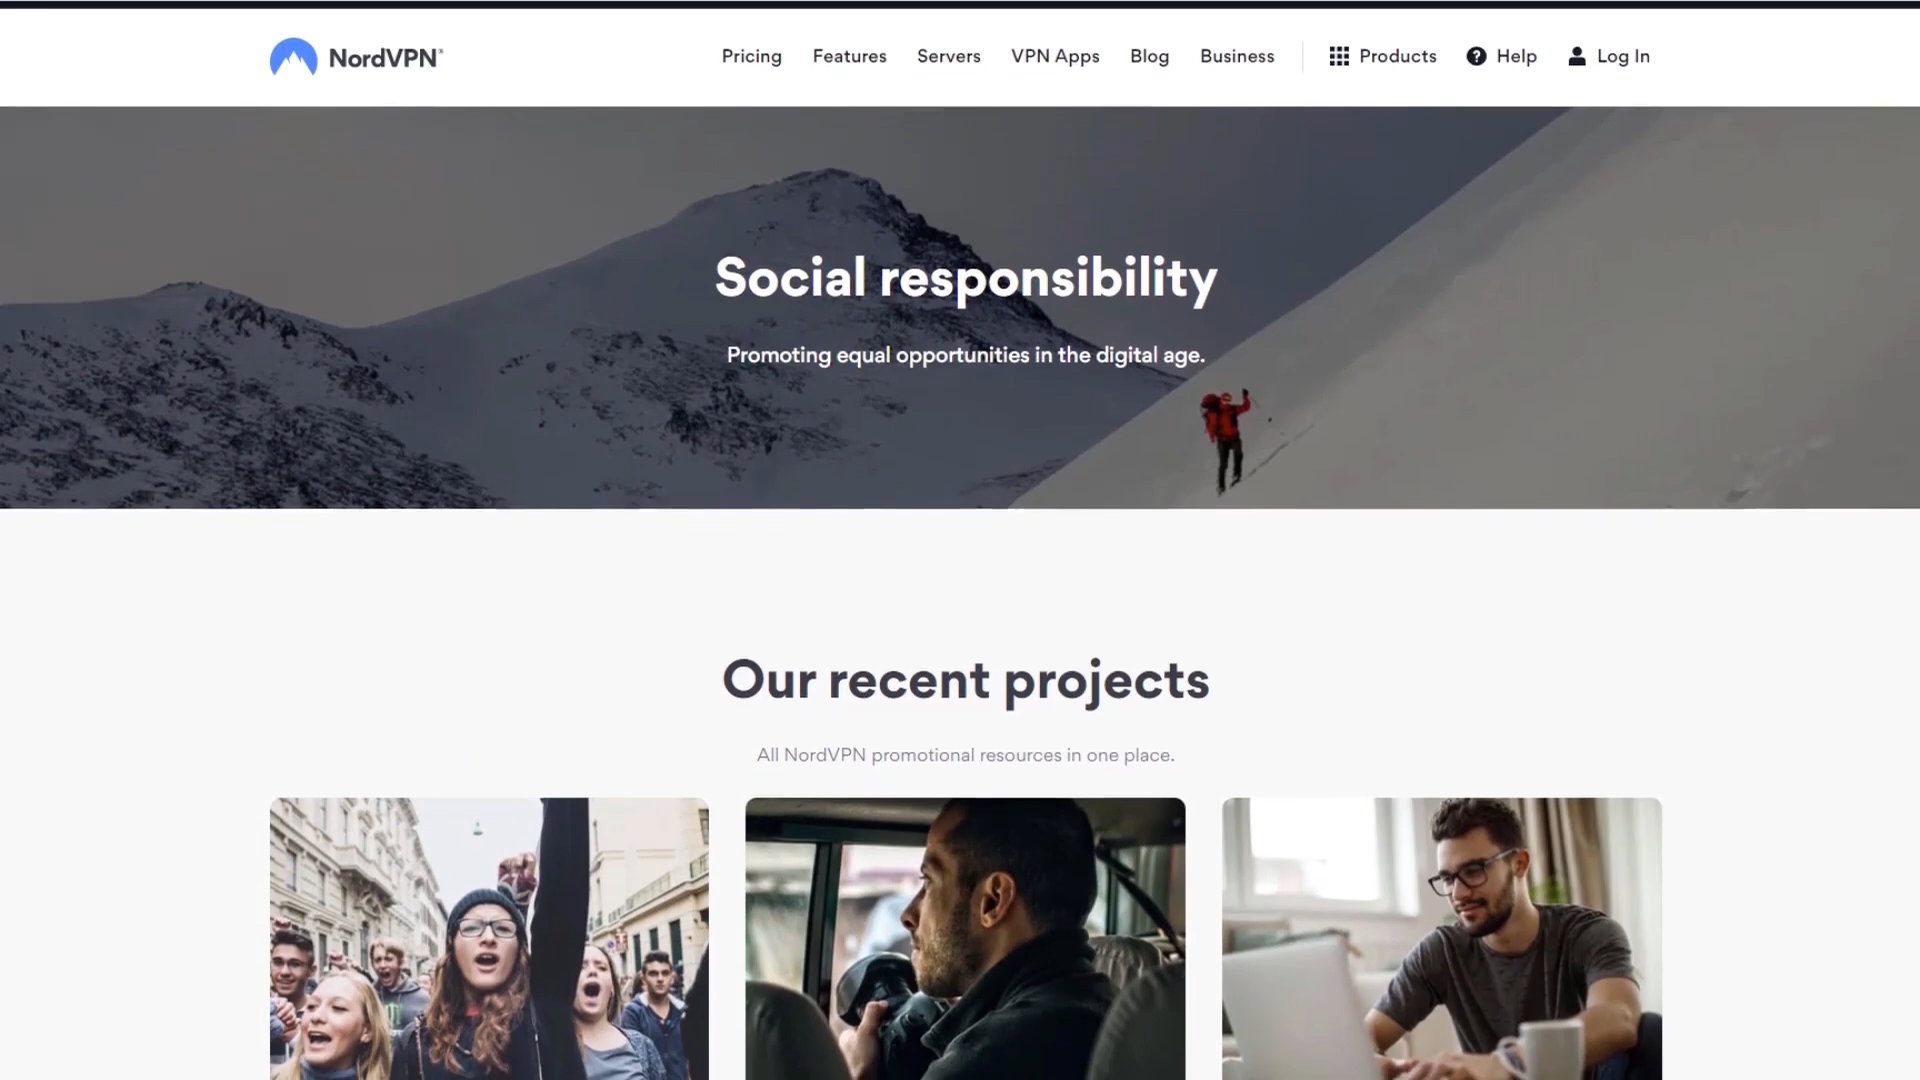 NordVPN®
Pricing Features Servers VPN Apps Blog Business Products Help Log In
Social responsibility
Promoting equal opportunities in the digital age.
Our recent projects
All NordVPN promotional resources in one place.